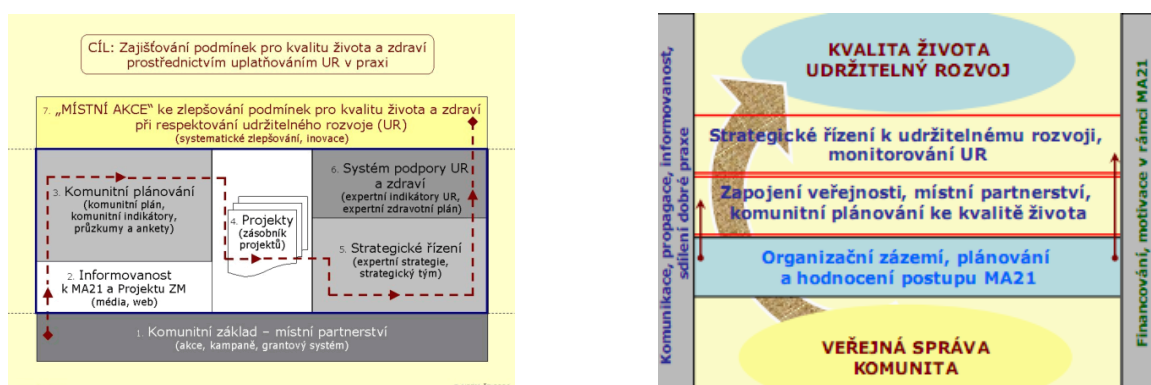 CÍL: Zajišťování podmínek pro kvalitu života a zdraví
prostřednictvím uplatňováním UR v praxi
7. „MÍSTNÍ AKCE“ ke zlepšování podmínek pro kvalitu života a zdraví
při respektování udržitelného rozvoje (UR)
(systematické zlepšování, inovace)
3. Komunitní plánování
(komunitní plán,
komunitní indikátory,
průzkumy a ankety)
2. Informovanost
k MA21 a Projektu ZM
(média, web)
4. Projekty
(zásobník
projektů)
6. Systém podpory UR
a zdraví
(expertní indikátory UR,
expertní zdravotní plán)
5. Strategické řízení
(expertní strategie,
strategický tým)
1. Komunitní základ – místní partnerství
(akce, kampaně, grantový systém)
Komunikace, propagace, informovanost,
sdílení dobré praxe
KVALITA ŽIVOTA
UDRŽITELNÝ ROZVOJ
Strategické řízení k udržitelnému rozvoji,
monitorování UR
Zapojení veřejnosti, místní partnerství,
komunitní plánování ke kvalitě života
Organizační zázemí, plánování
a hodnocení postupu MA21
VEŘEJNÁ SPRÁVA
KOMUNITA
Financování, motivace v rámci MA21